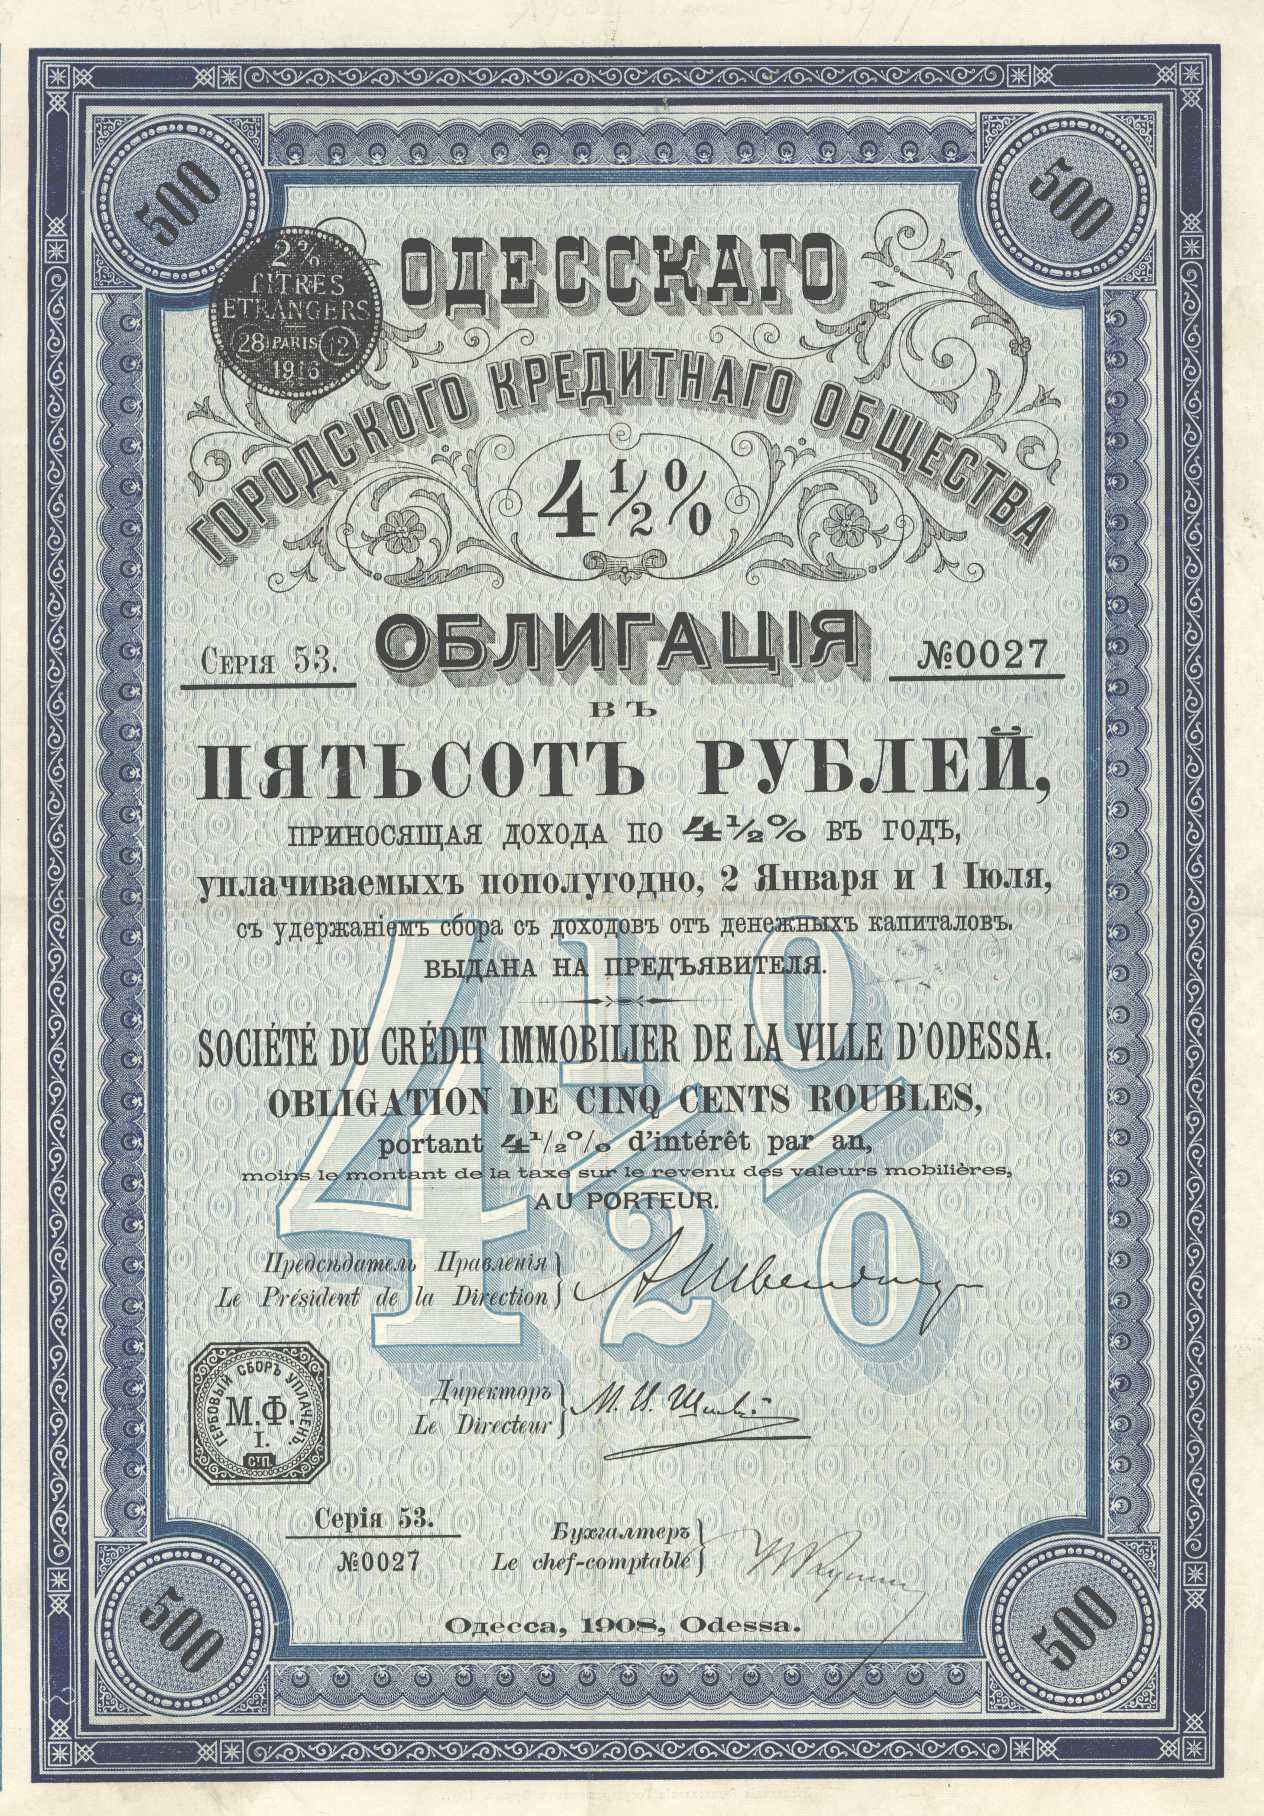 500
500
2% TITRES ETRANGERS
28 PARIS 12
1916
ОДЕССКАГО
ГОРОДСКОГО КРЕДИТНАГО ОБЩЕСТВА
4 1/2 %
Серія 53. ОБЛИГАЦІЯ №0027
ВЪ
ПЯТЬСОТЪ РУБЛЕЙ,
ПРИНОСЯЩАЯ ДОХОДА ПО 4½% ВЪ ГОДЪ,
уплачиваемыхъ пополугодно, 2 Января и 1 Іюля,
съ удержаніемъ сбора съ доходовъ отъ денежныхъ капиталовъ.
ВЫДАНА НА ПРЕДЪЯВИТЕЛЯ.
4 1/2 %
SOCIÉTÉ DU CRÉDIT IMMOBILIER DE LA VILLE D'ODESSA.
OBLIGATION DE CINQ CENTS ROUBLES,
portant 4½% d'intérêt par an,
moins le montant de la taxe sur le revenu des valeurs mobilières,
AU PORTEUR.
Предсѣдатель Правленія
Le Président de la Direction
Директоръ
Le Directeur
ГЕРБОВЫЙ СБОРЪ УПЛАЧЕНЪ.
М.Ф.
I.
СЧП.
Серія 53.
№0027
Бухгалтеръ
Le chef-comptable
Одесса, 1908, Odessa.
500
500